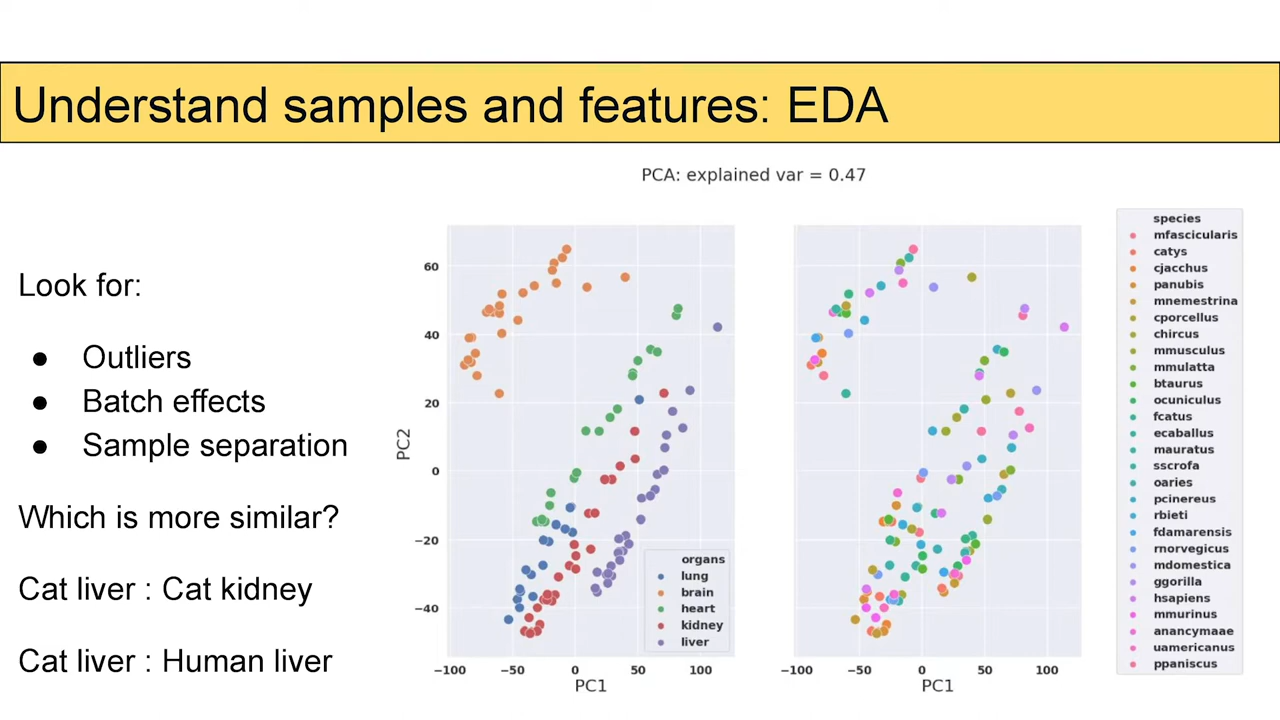 Understand samples and features: EDA
PCA: explained var = 0.47
Look for:
● Outliers
● Batch effects
● Sample separation
Which is more similar?
Cat liver : Cat kidney
Cat liver : Human liver
PC2
60
40
20
0
−20
−40
−100
−50
0
50
100
PC1
organs
lung
brain
heart
kidney
liver
−100
−50
0
50
100
PC1
species
mfascicularis
catys
cjacchus
panubis
mnemestrina
cporcellus
chircus
mmusculus
mmulatta
btaurus
ocuniculus
fcatus
ecaballus
mauratus
sscrofa
oaries
pcinereus
rbieti
fdamarensis
rnorvegicus
mdomestica
ggorilla
hsapiens
mmurinus
anancymaae
uamericanus
ppaniscus